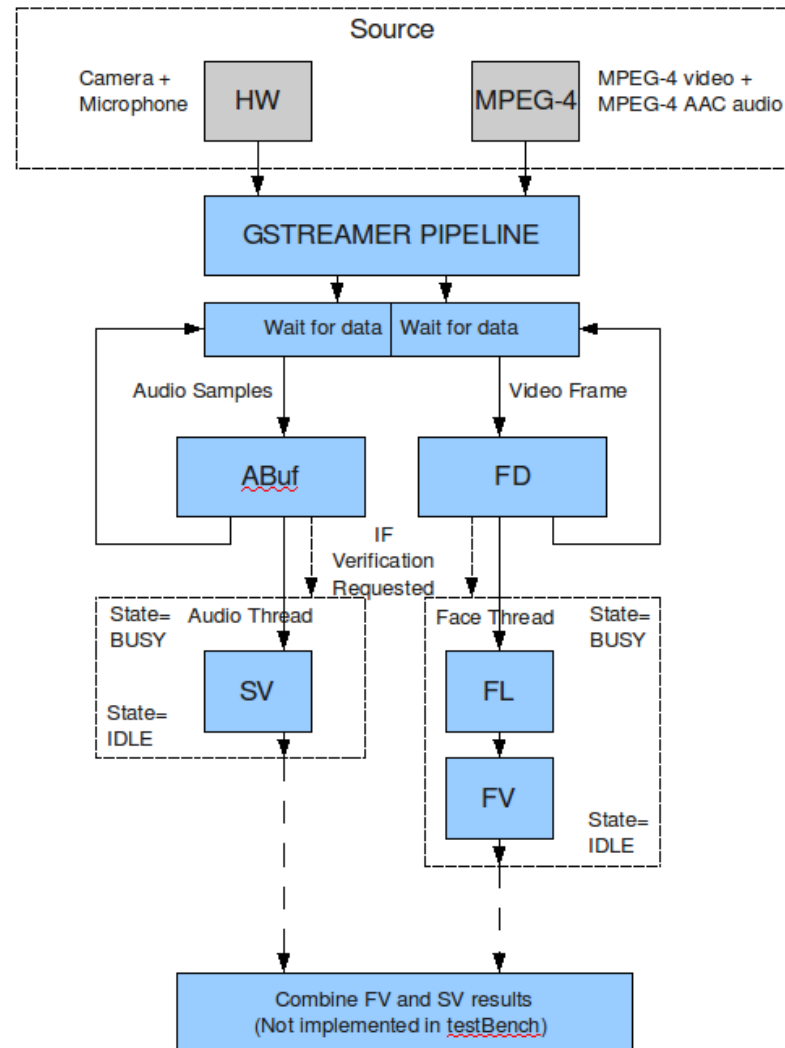 Source
Camera +
Microphone
HW
MPEG-4
MPEG-4 video +
MPEG-4 AAC audio
GSTREAMER PIPELINE
Wait for data
Wait for data
Audio Samples
Video Frame
ABuf
FD
IF
Verification
Requested
State=
BUSY
Audio Thread
Face Thread
State=
BUSY
SV
FL
State=
IDLE
FV
State=
IDLE
Combine FV and SV results
(Not implemented in testBench)